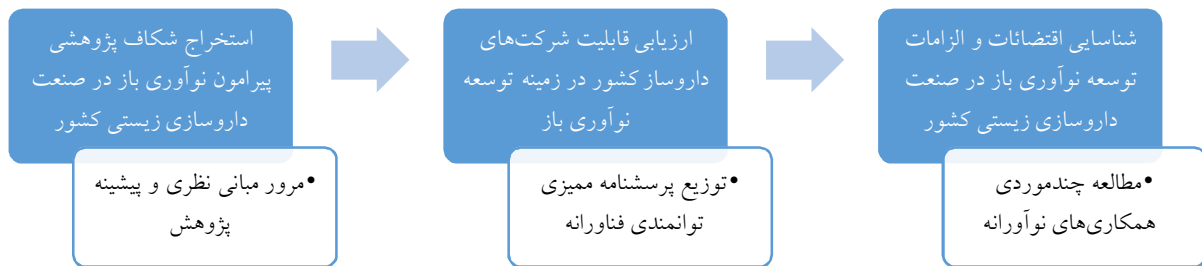 استخراج شکاف پژوهشی
پیرامون نوآوری باز در صنعت
داروسازی زیستی کشور
•مرور مبانی نظری و پیشینه
پژوهش
ارزیابی قابلیت شرکت‌های
داروساز کشور در زمینه توسعه
نوآوری باز
•توزیع پرسشنامه ممیزی
توانمندی فناورانه
شناسایی اقتضائات و الزامات
توسعه نوآوری باز در صنعت
داروسازی زیستی کشور
•مطالعه چندموردی
همکاری‌های نوآورانه